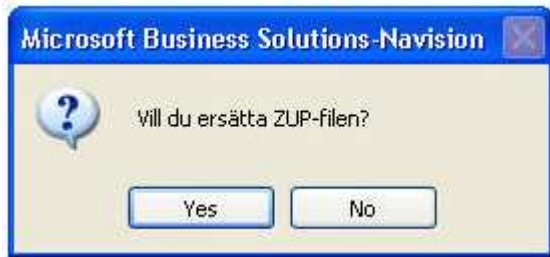 Microsoft Business Solutions-Navision
Vill du ersätta ZUP-filen?
Yes
No